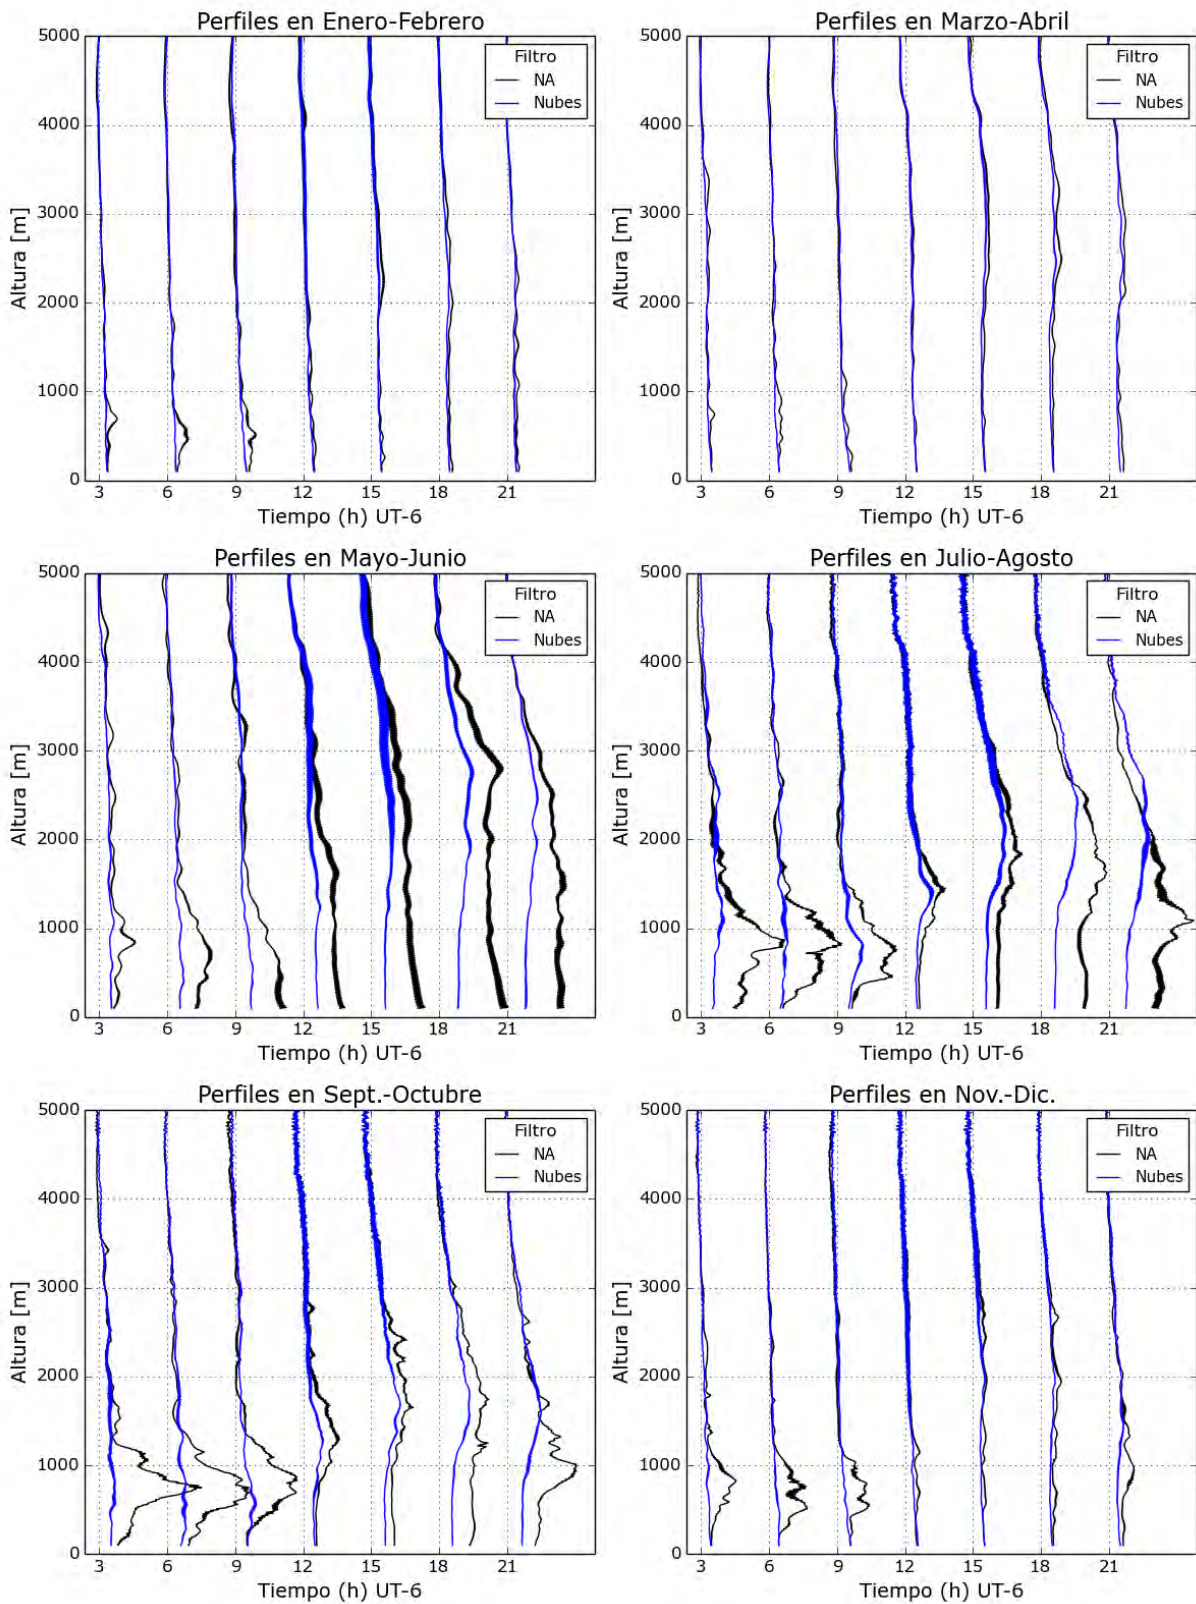 Perfiles en Enero-Febrero
Altura [m]
5000
4000
3000
2000
1000
0
Filtro
NA
Nubes
3 6 9 12 15 18 21
Tiempo (h) UT-6
Perfiles en Marzo-Abril
Altura [m]
5000
4000
3000
2000
1000
0
Filtro
NA
Nubes
3 6 9 12 15 18 21
Tiempo (h) UT-6
Perfiles en Mayo-Junio
Altura [m]
5000
4000
3000
2000
1000
0
Filtro
NA
Nubes
3 6 9 12 15 18 21
Tiempo (h) UT-6
Perfiles en Julio-Agosto
Altura [m]
5000
4000
3000
2000
1000
0
Filtro
NA
Nubes
3 6 9 12 15 18 21
Tiempo (h) UT-6
Perfiles en Sept.-Octubre
Altura [m]
5000
4000
3000
2000
1000
0
Filtro
NA
Nubes
3 6 9 12 15 18 21
Tiempo (h) UT-6
Perfiles en Nov.-Dic.
Altura [m]
5000
4000
3000
2000
1000
0
Filtro
NA
Nubes
3 6 9 12 15 18 21
Tiempo (h) UT-6